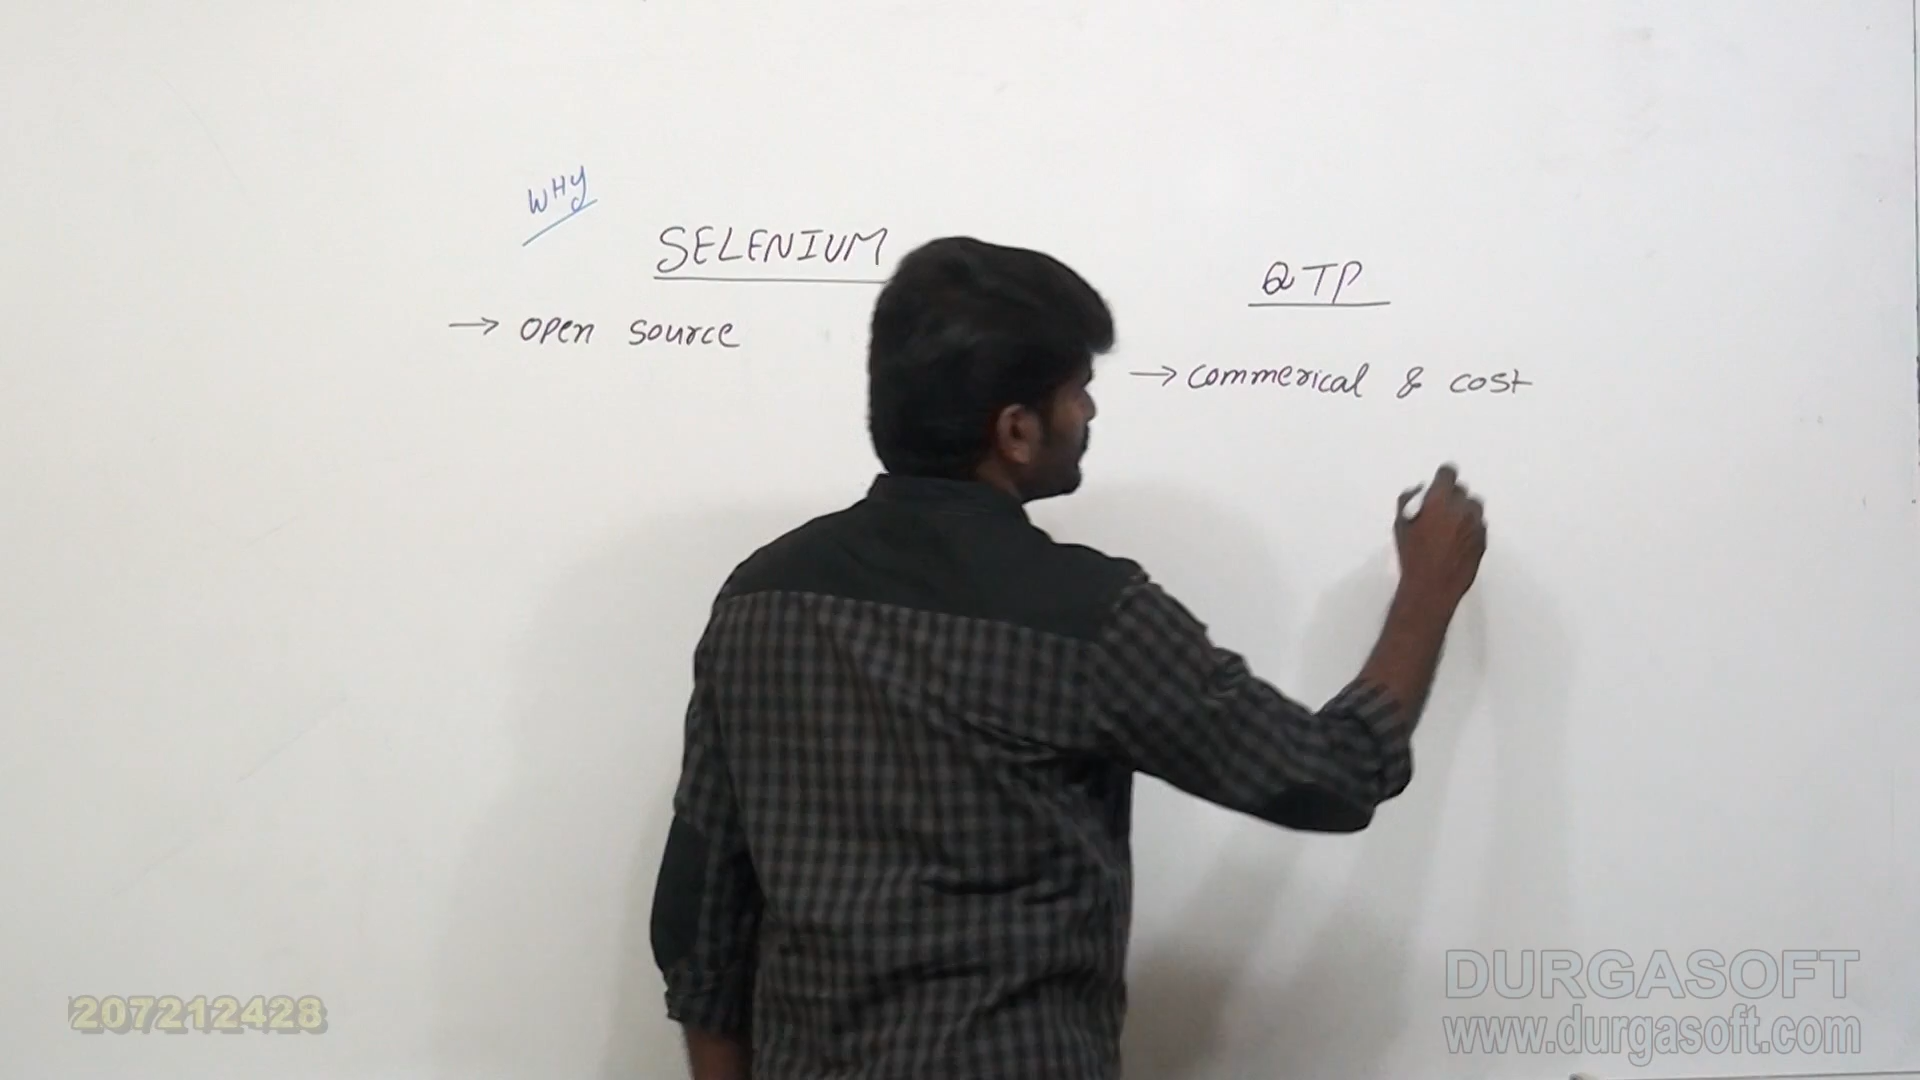 WHY
SELENIUM
→ open source
QTP
→ commerical & cost
207212428
DURGASOFT
www.durgasoft.com